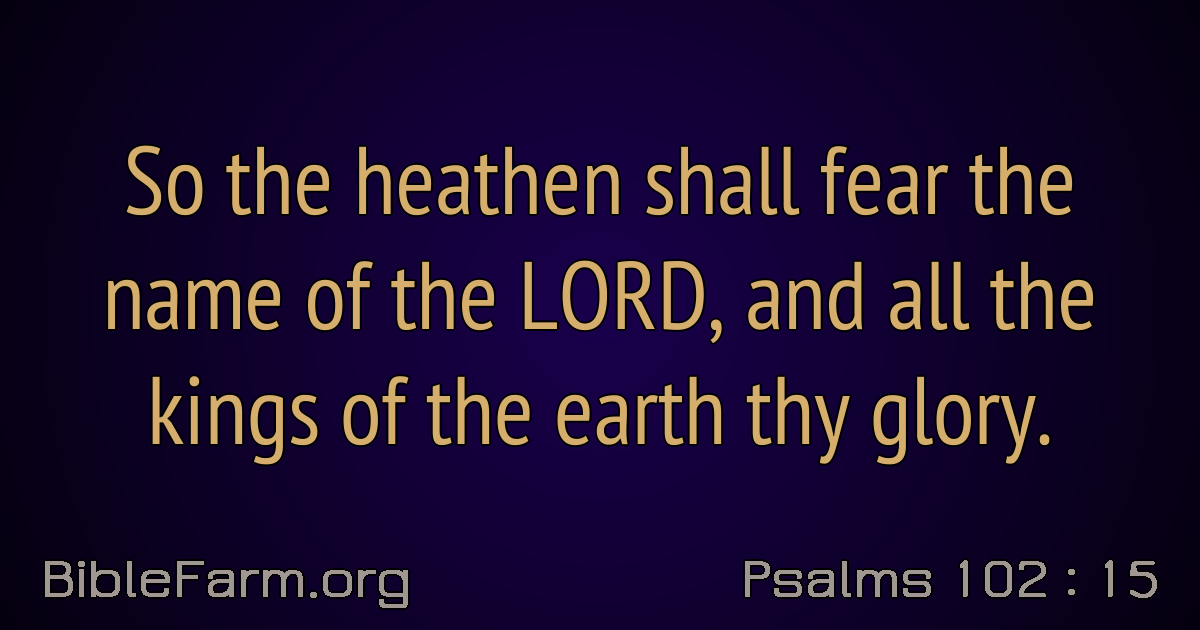 So the heathen shall fear the
name of the LORD, and all the
kings of the earth thy glory.
BibleFarm.org
Psalms 102 : 15